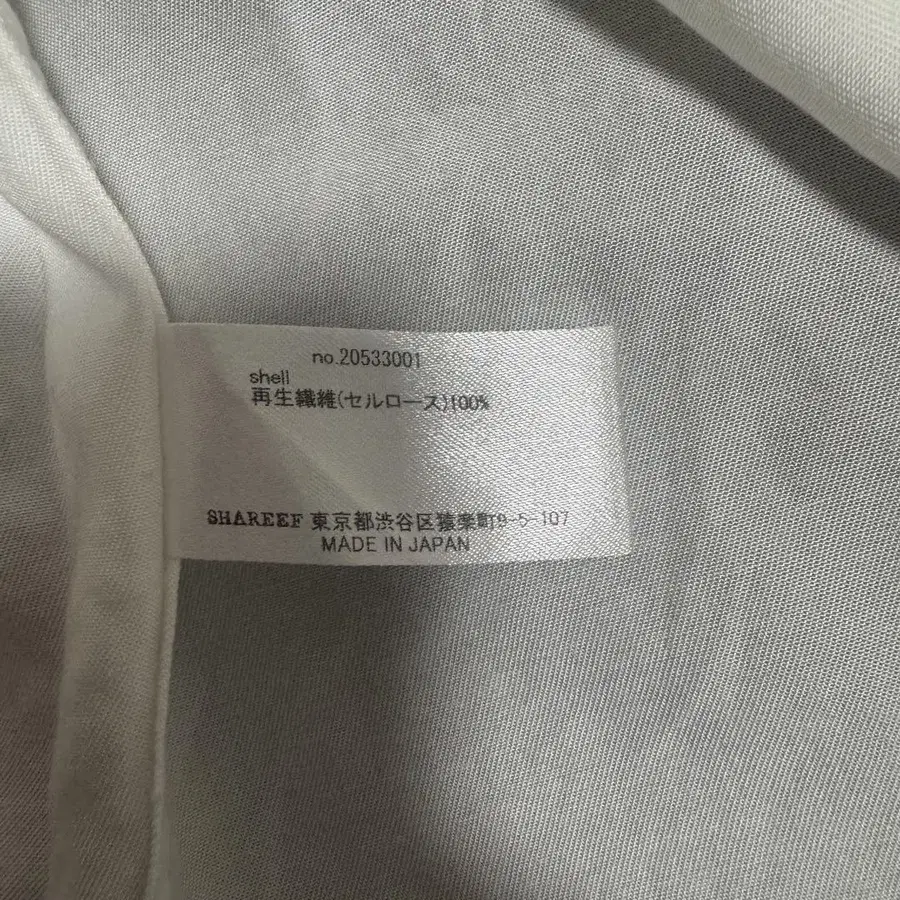 no.20533001
shell
再生繊維(セルロース)100%
SHAREEF 東京都渋谷区猿楽町9-5-107
MADE IN JAPAN